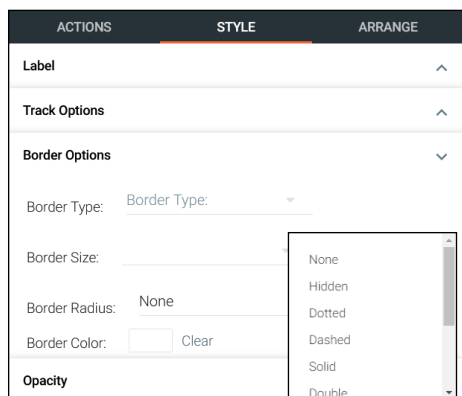 ACTIONS STYLE ARRANGE
Label
Track Options
Border Options
Border Type: Border Type:
Border Size:
Border Radius: None
Border Color: Clear
Opacity
None
Hidden
Dotted
Dashed
Solid
Double